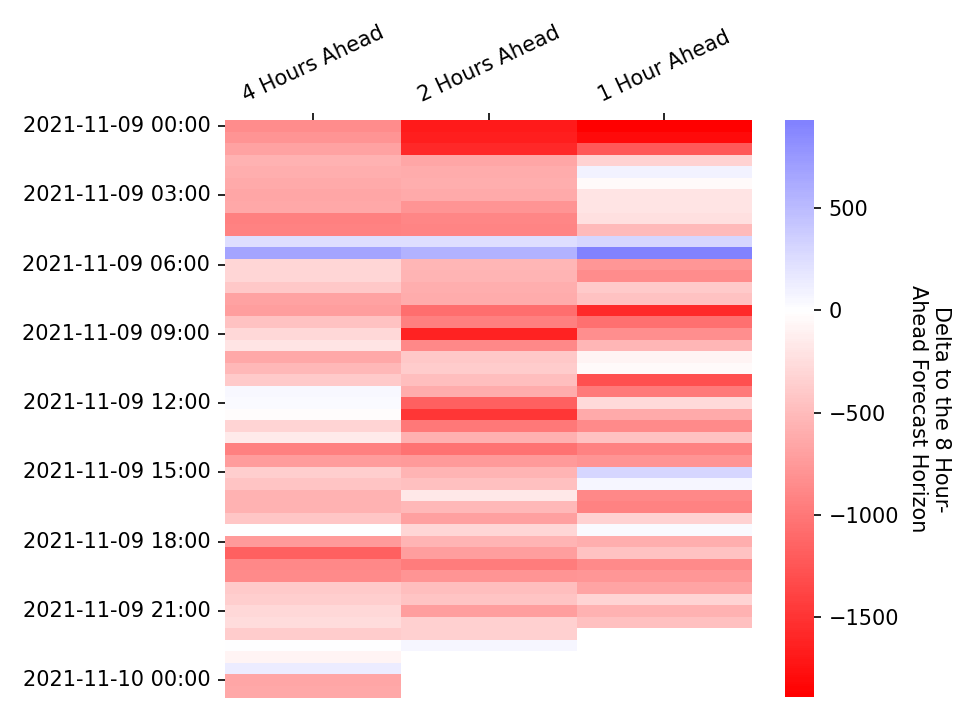 4 Hours Ahead
2 Hours Ahead
1 Hour Ahead
2021-11-09 00:00
2021-11-09 03:00
2021-11-09 06:00
2021-11-09 09:00
2021-11-09 12:00
2021-11-09 15:00
2021-11-09 18:00
2021-11-09 21:00
2021-11-10 00:00
500
0
−500
−1000
−1500
Delta to the 8 Hour-
Ahead Forecast Horizon